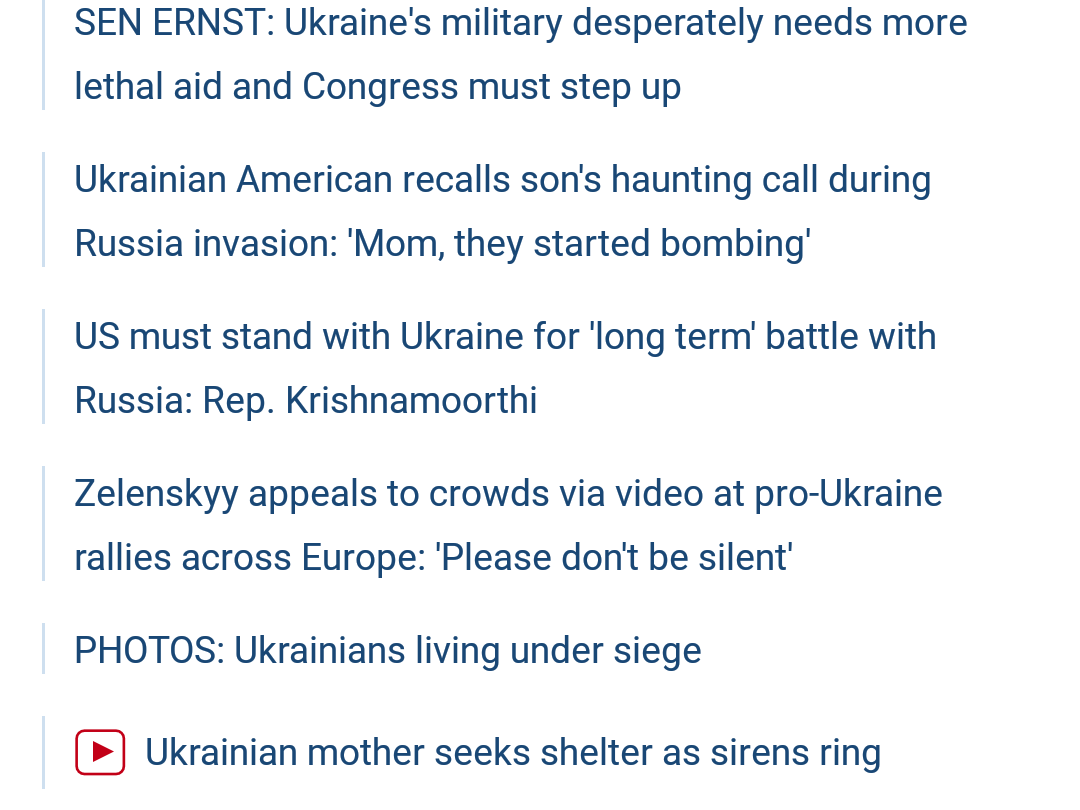 SEN ERNST: Ukraine's military desperately needs more
lethal aid and Congress must step up
Ukrainian American recalls son's haunting call during
Russia invasion: 'Mom, they started bombing'
US must stand with Ukraine for 'long term' battle with
Russia: Rep. Krishnamoorthi
Zelenskyy appeals to crowds via video at pro-Ukraine
rallies across Europe: 'Please don't be silent'
PHOTOS: Ukrainians living under siege
Ukrainian mother seeks shelter as sirens ring